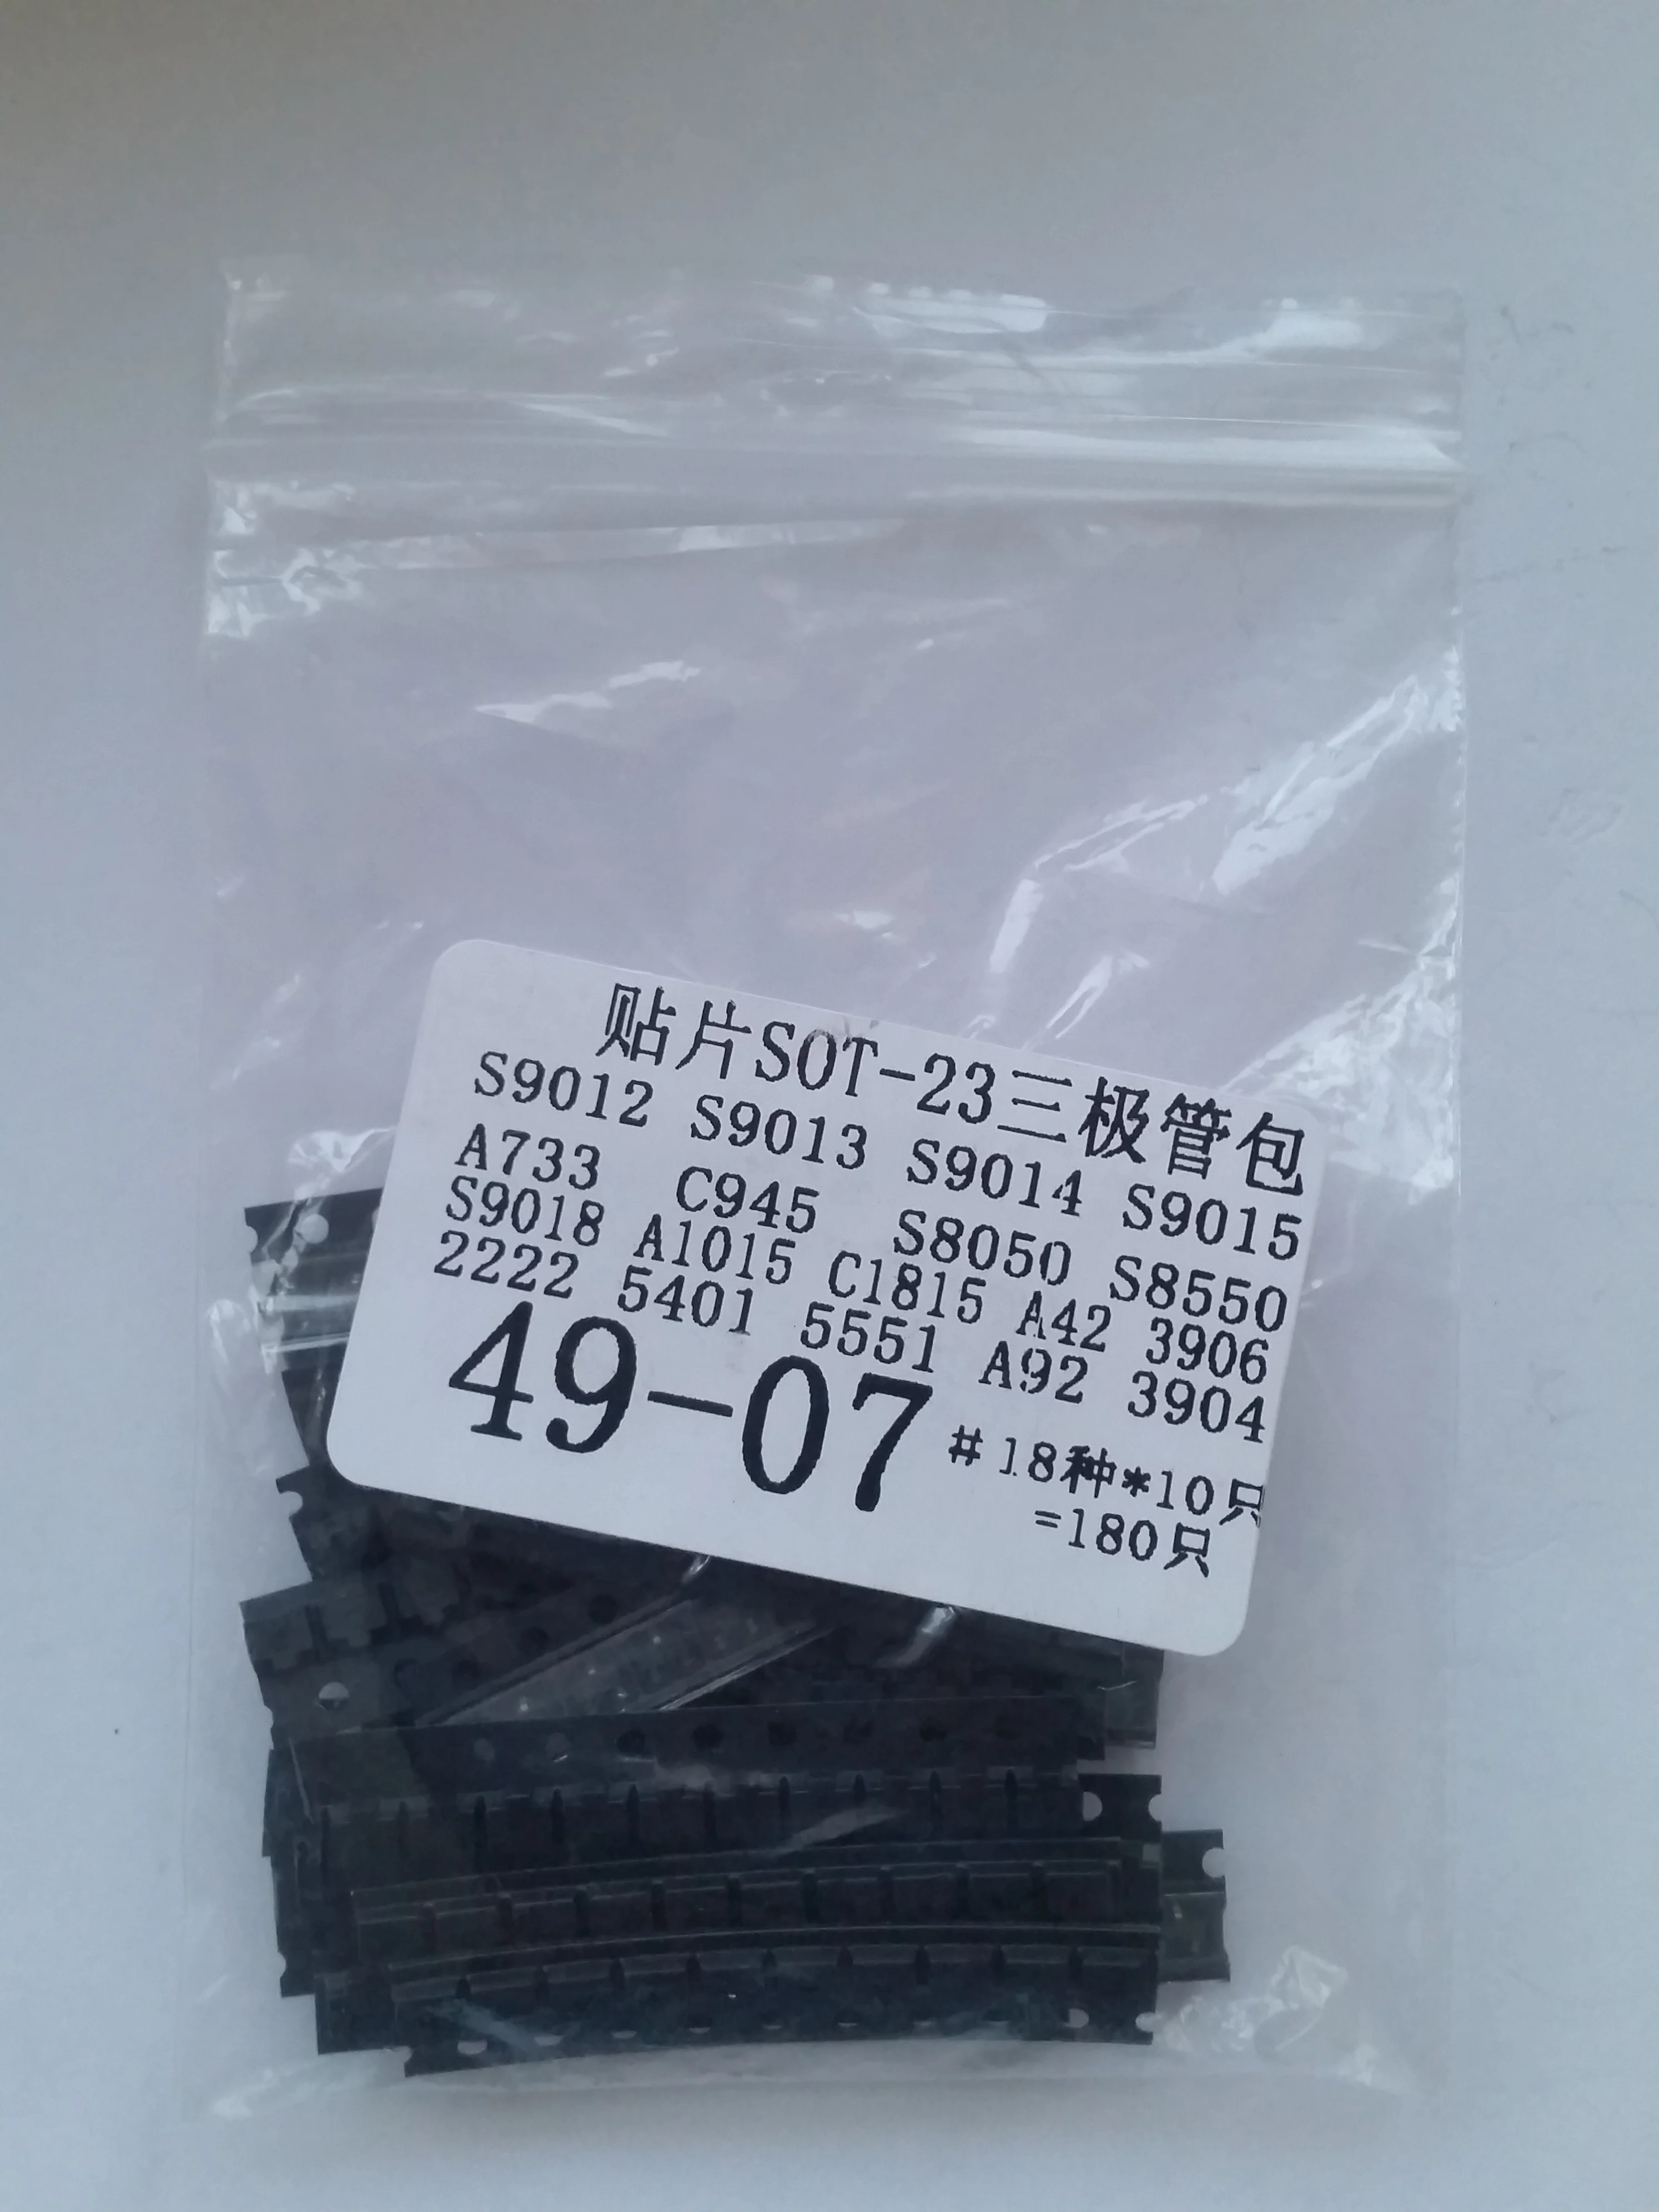 贴片SOT-23三极管包
S9012 S9013 S9014 S9015
A733 C945 S8050 S8550
S9018 A1015 C1815 A42 3906
2222 5401 5551 A92 3904
49-07 #18种*10只
=180只